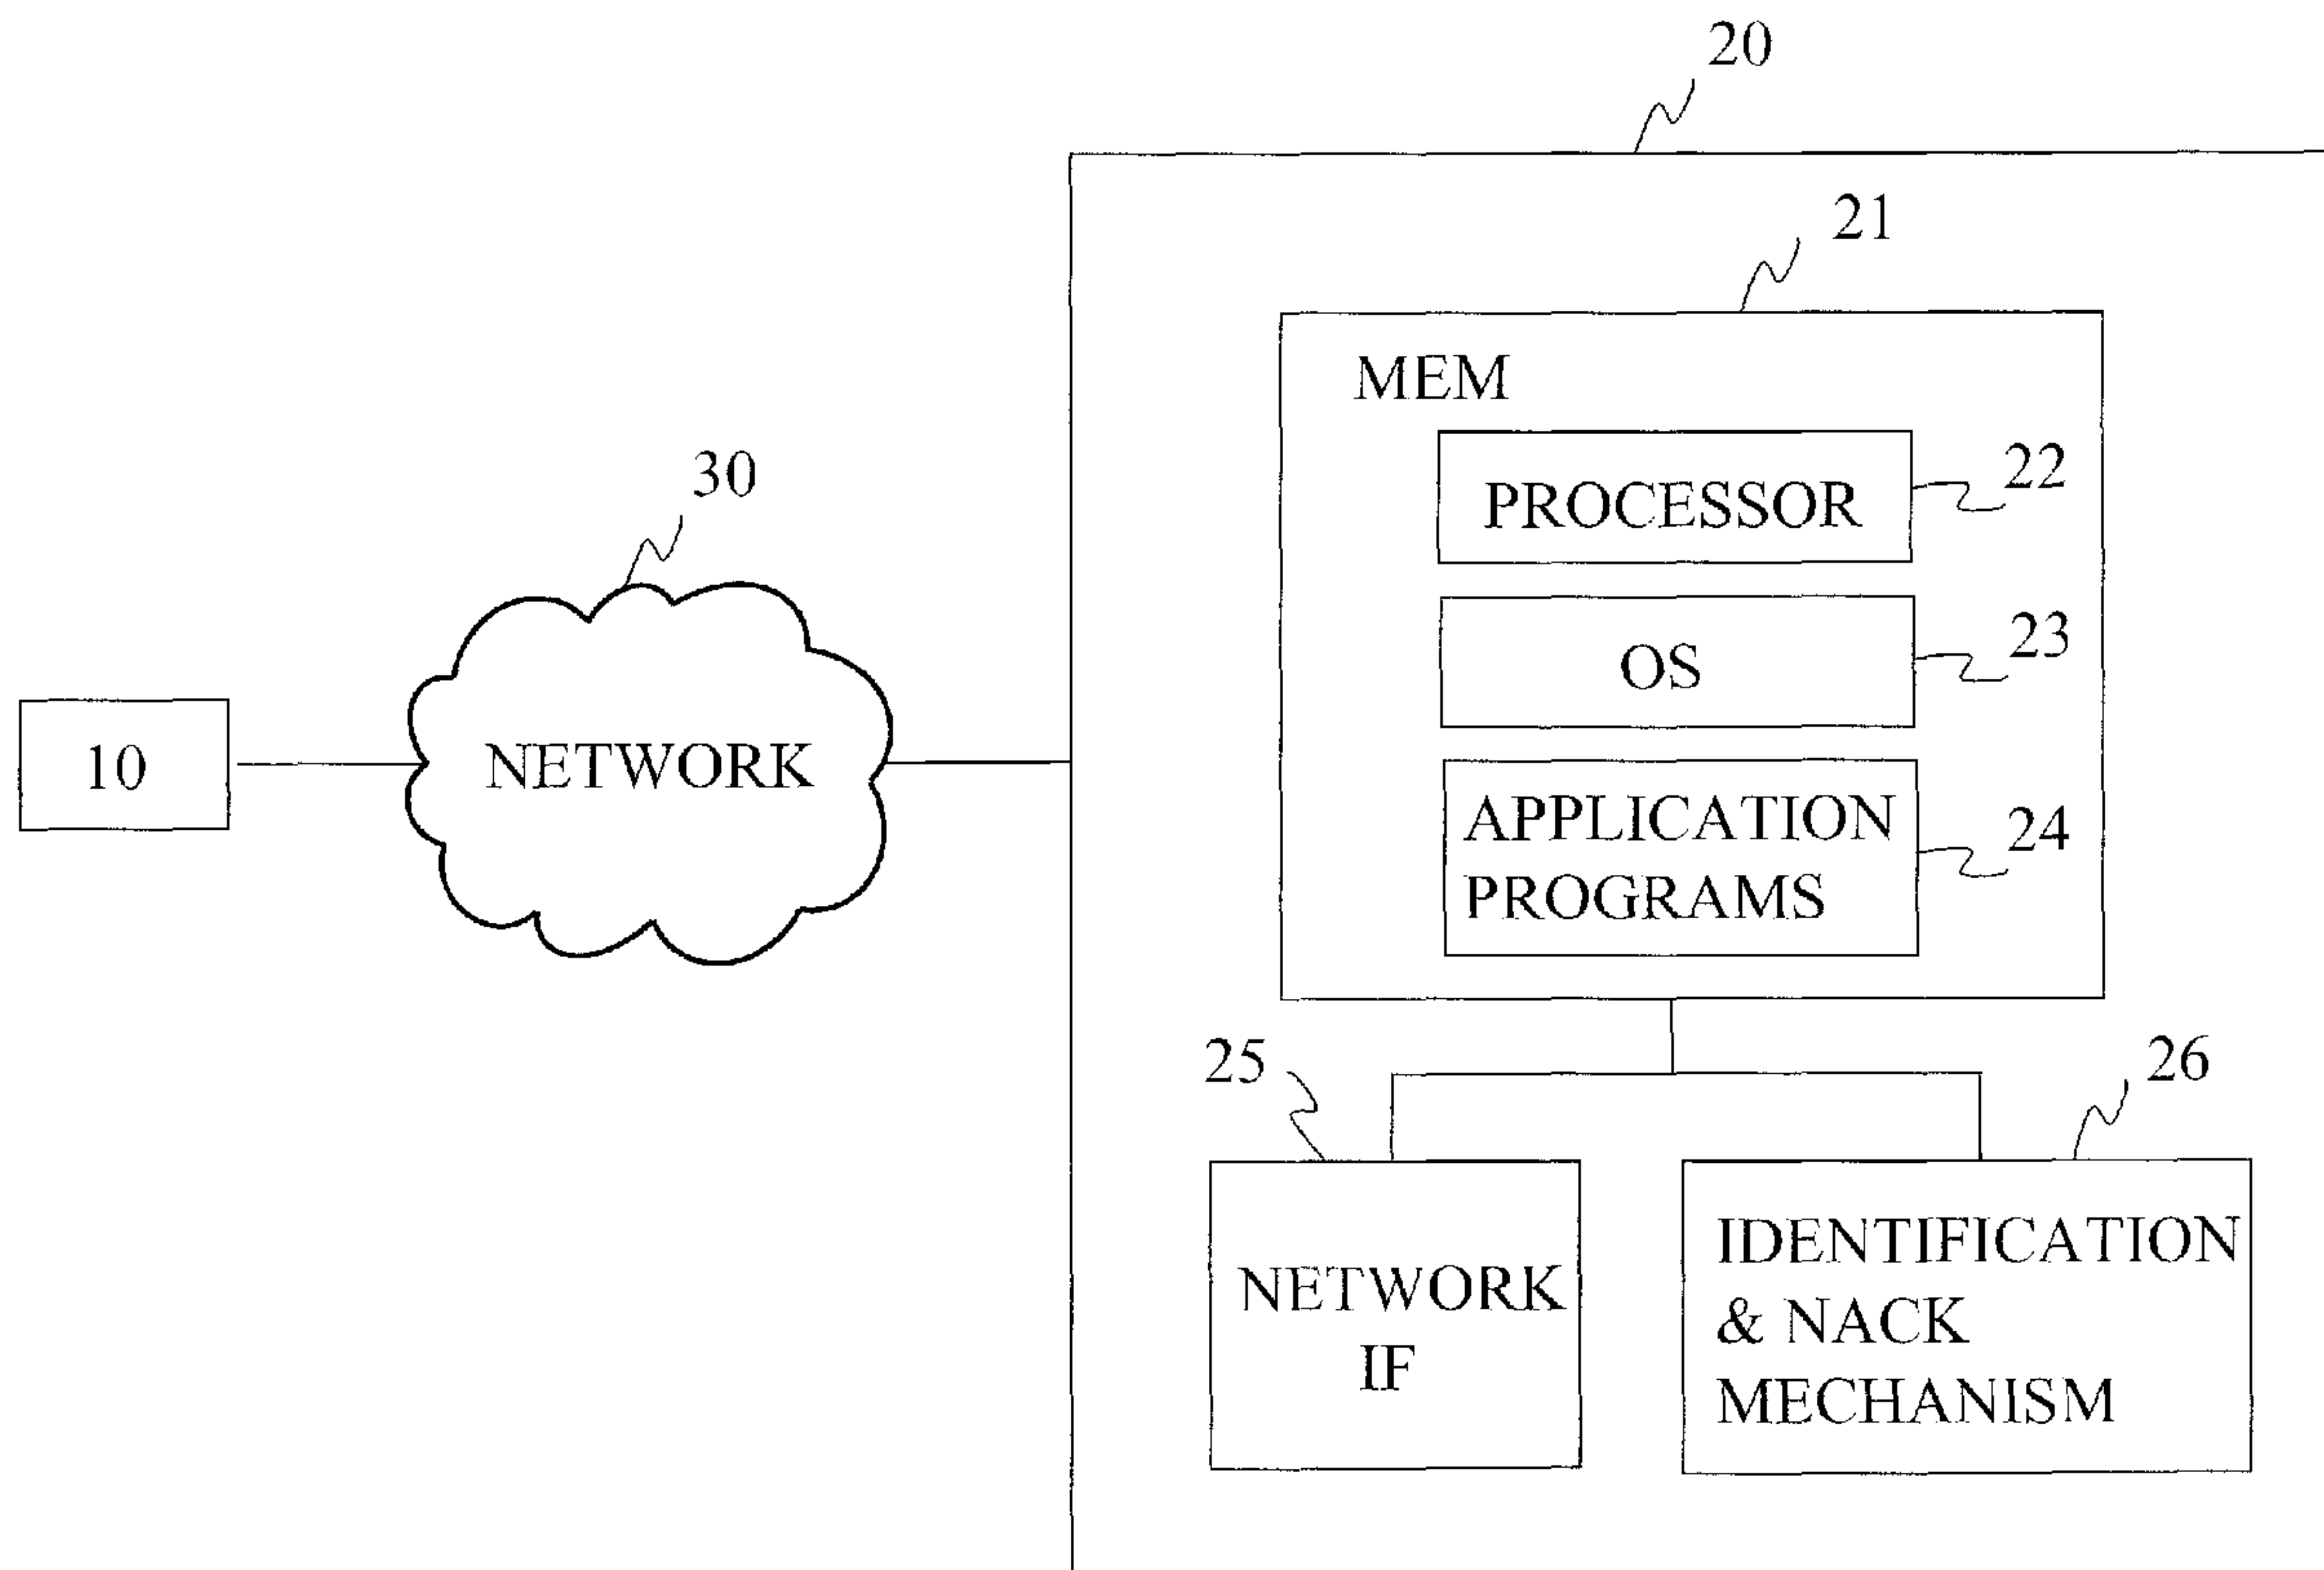 20
21
MEM
PROCESSOR
22
30
OS
23
10
NETWORK
APPLICATION
PROGRAMS
24
25
26
NETWORK
IF
IDENTIFICATION
& NACK
MECHANISM